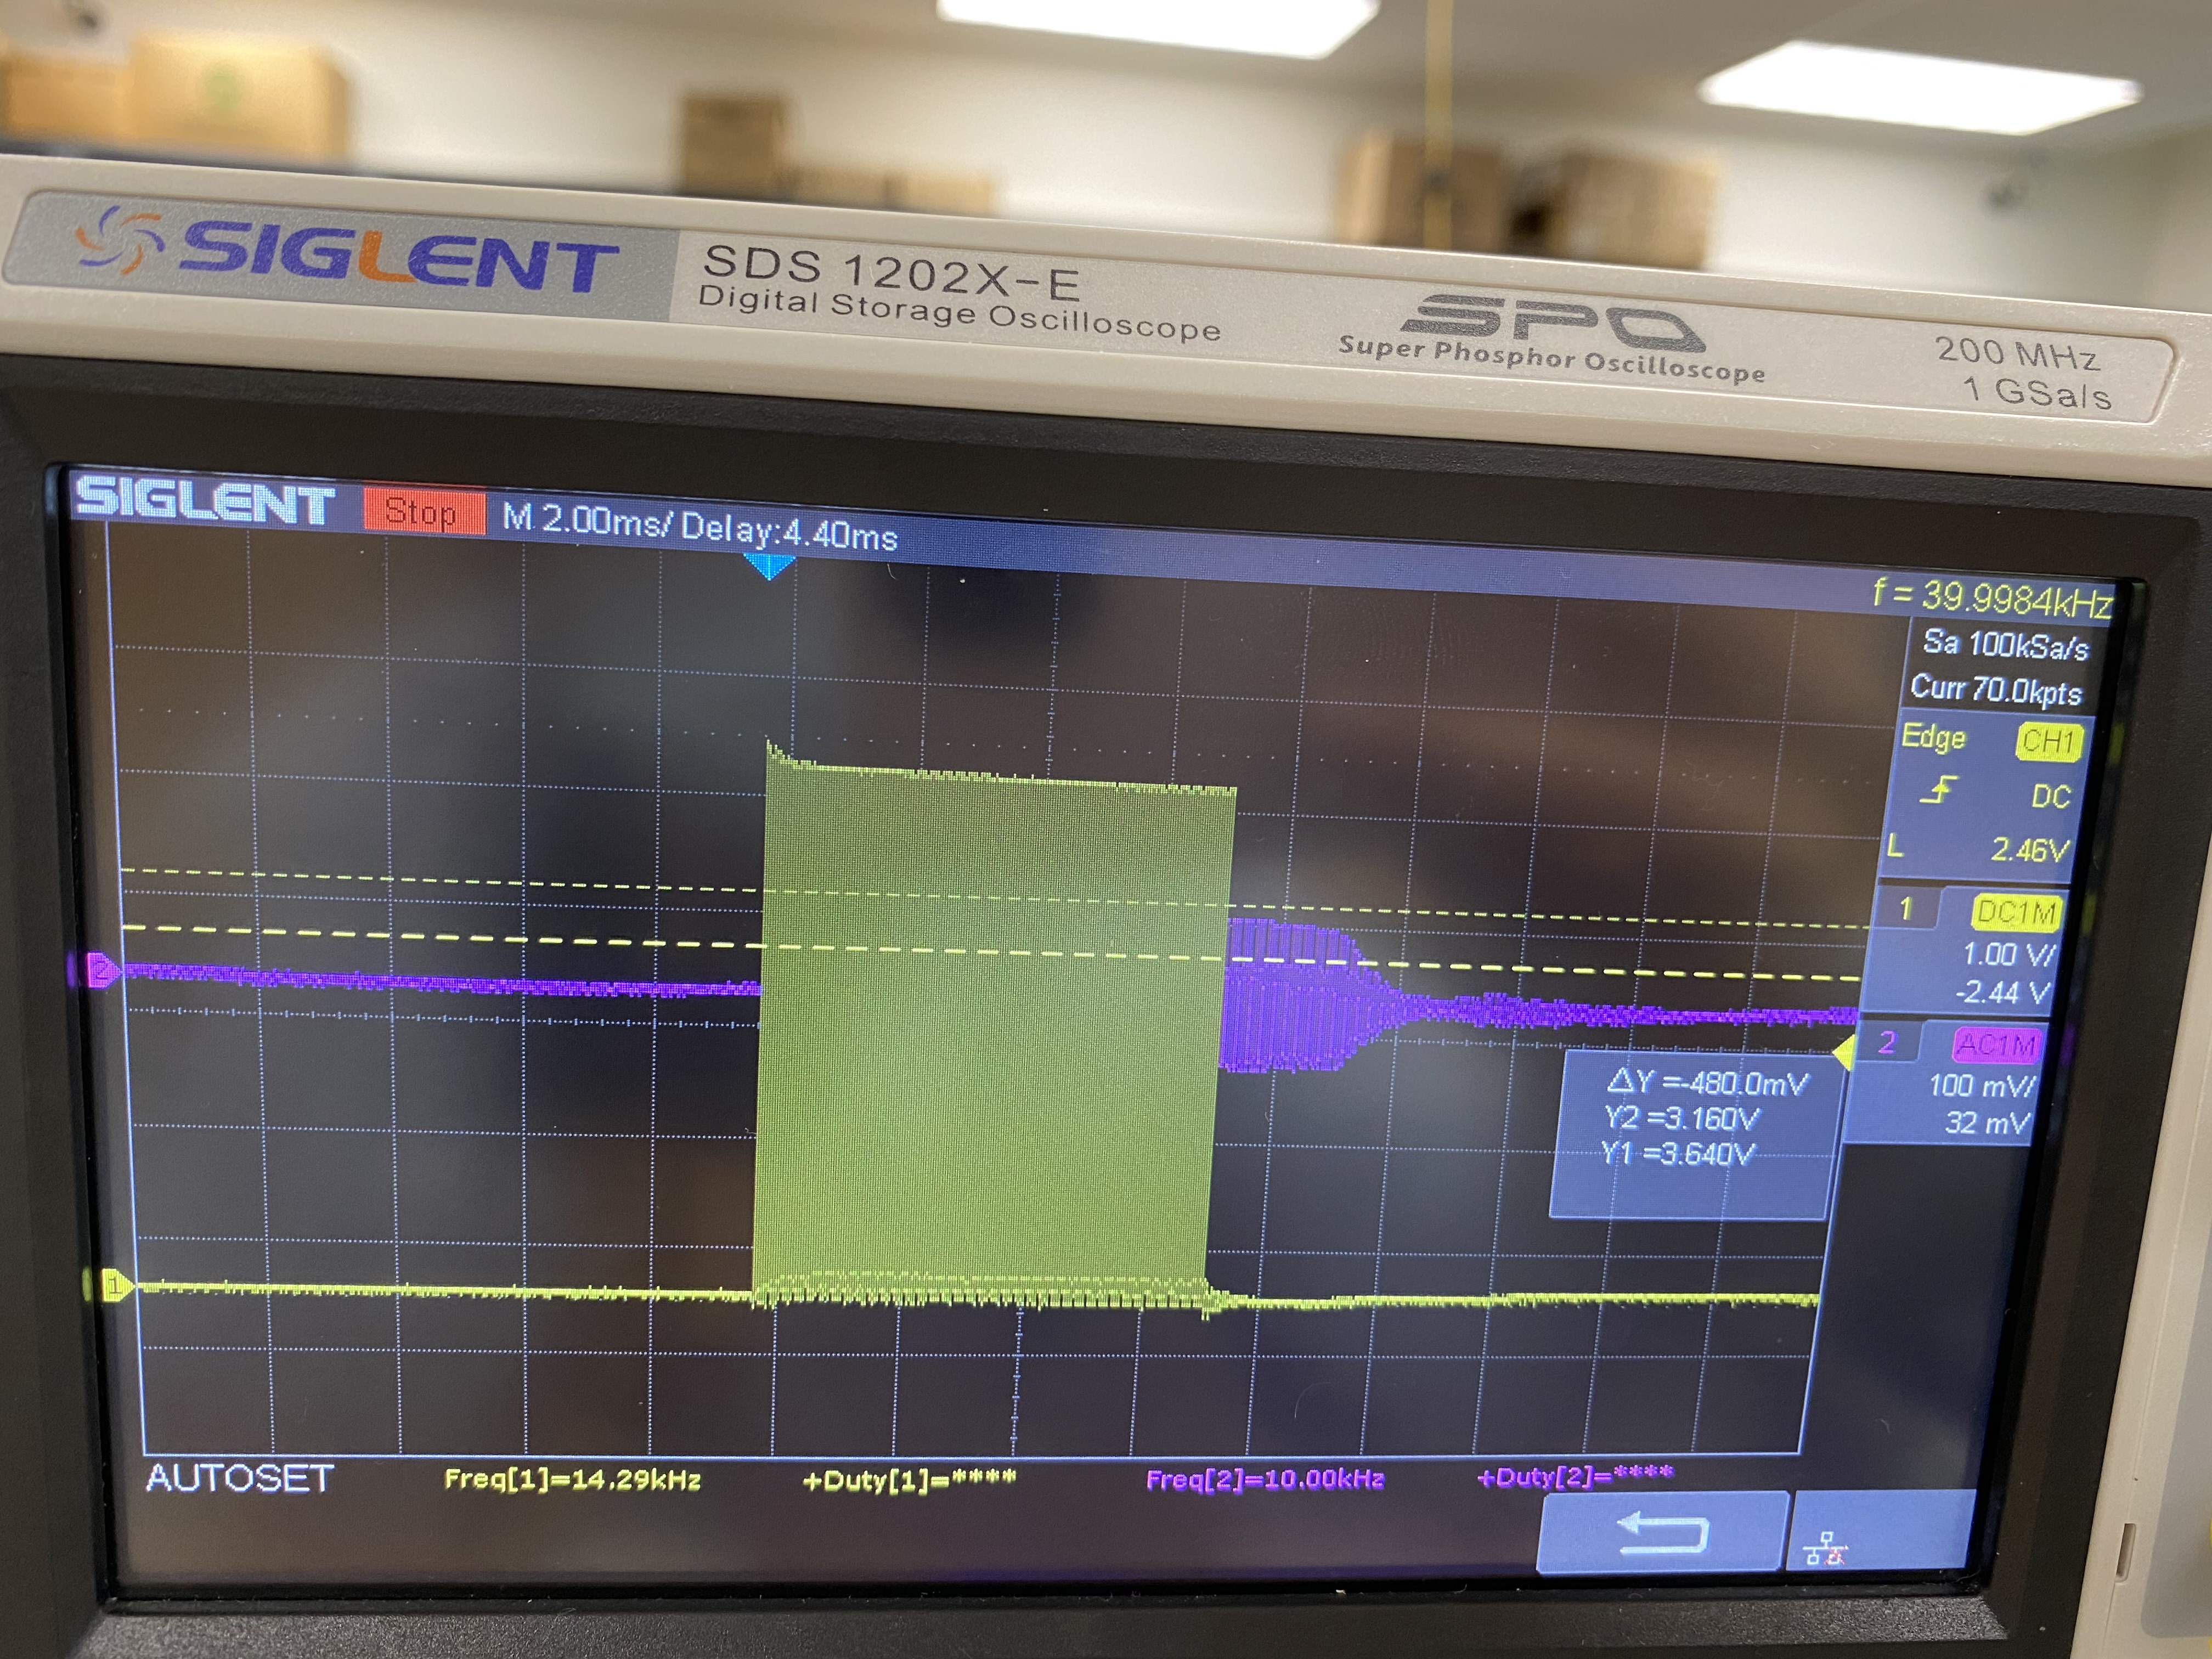 SIGLENT
SDS 1202X-E
Digital Storage Oscilloscope
SPO
Super Phosphor Oscilloscope
200 MHz
1 GSa/s
SIGLENT Stop M 2.00ms/ Delay:4.40ms
f = 39.9984kHz
Sa 100kSa/s
Curr 70.0kpts
Edge CH1
DC
L 2.46V
1 DC1M
1.00 V/
-2.44 V
2 AC1M
100 mV/
32 mV
2
ΔY =-480.0mV
Y2 =3.160V
Y1 =3.640V
1
AUTOSET Freq[1]=14.29kHz +Duty[1]=**** Freq[2]=10.00kHz +Duty[2]=****